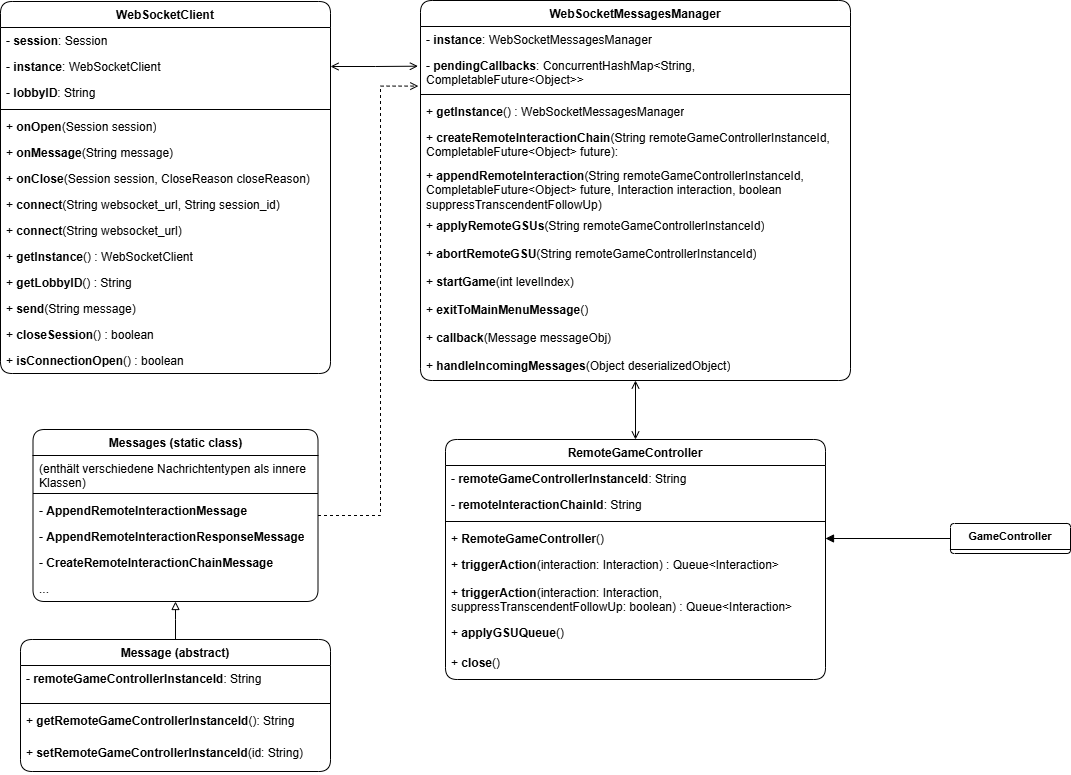 WebSocketClient
- session: Session
- instance: WebSocketClient
- lobbyID: String
+ onOpen(Session session)
+ onMessage(String message)
+ onClose(Session session, CloseReason closeReason)
+ connect(String websocket_url, String session_id)
+ connect(String websocket_url)
+ getInstance() : WebSocketClient
+ getLobbyID() : String
+ send(String message)
+ closeSession() : boolean
+ isConnectionOpen() : boolean
WebSocketMessagesManager
- instance: WebSocketMessagesManager
- pendingCallbacks: ConcurrentHashMap<String,
CompletableFuture<Object>>
+ getInstance() : WebSocketMessagesManager
+ createRemoteInteractionChain(String remoteGameControllerInstanceId,
CompletableFuture<Object> future):
+ appendRemoteInteraction(String remoteGameControllerInstanceId,
CompletableFuture<Object> future, Interaction interaction, boolean
suppressTranscendentFollowUp)
+ applyRemoteGSUs(String remoteGameControllerInstanceId)
+ abortRemoteGSU(String remoteGameControllerInstanceId)
+ startGame(int levelIndex)
+ exitToMainMenuMessage()
+ callback(Message messageObj)
+ handleIncomingMessages(Object deserializedObject)
Messages (static class)
(enthält verschiedene Nachrichtentypen als innere
Klassen)
- AppendRemoteInteractionMessage
- AppendRemoteInteractionResponseMessage
- CreateRemoteInteractionChainMessage
...
Message (abstract)
- remoteGameControllerInstanceId: String
+ getRemoteGameControllerInstanceId(): String
+ setRemoteGameControllerInstanceId(id: String)
RemoteGameController
- remoteGameControllerInstanceId: String
- remoteInteractionChainId: String
+ RemoteGameController()
+ triggerAction(interaction: Interaction) : Queue<Interaction>
+ triggerAction(interaction: Interaction,
suppressTranscendentFollowUp: boolean) : Queue<Interaction>
+ applyGSUQueue()
+ close()
GameController